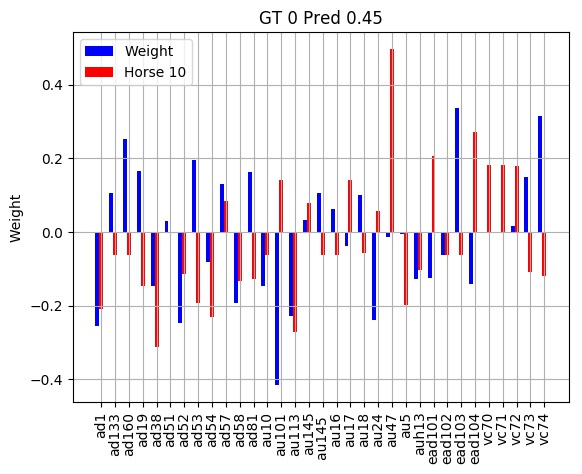 GT 0 Pred 0.45
Weight
Horse 10
Weight
0.4
0.2
0.0
−0.2
−0.4
ad1
ad133
ad160
ad19
ad38
ad51
ad52
ad53
ad54
ad57
ad58
ad81
au10
au101
au113
au145
au145
au16
au17
au18
au24
au47
au5
auh13
ead101
ead102
ead103
ead104
vc70
vc71
vc72
vc73
vc74